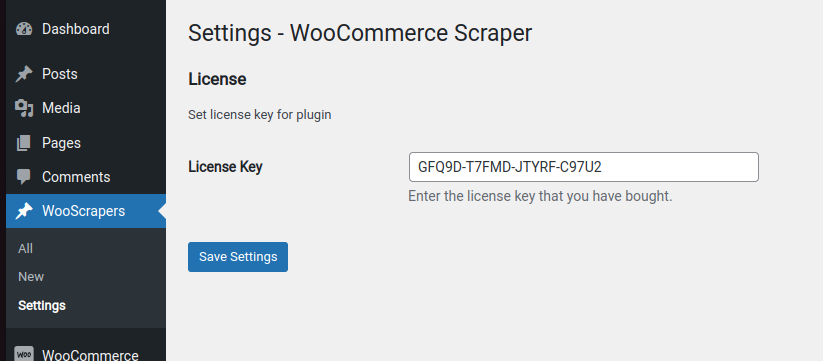 Dashboard
Posts
Media
Pages
Comments
WooScrapers
All
New
Settings
Woo
WooCommerce
Settings - WooCommerce Scraper
License
Set license key for plugin
License Key
GFQ9D-T7FMD-JTYRF-C97U2
Enter the license key that you have bought.
Save Settings